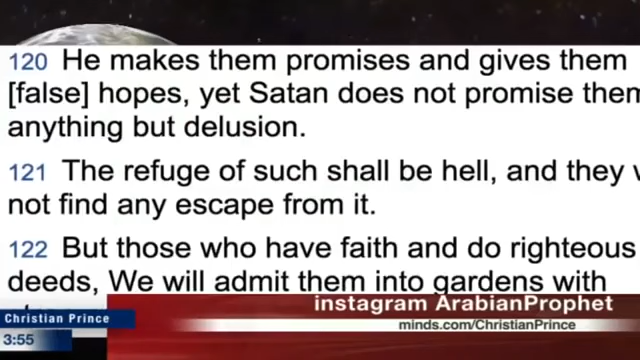 120 He makes them promises and gives them
[false] hopes, yet Satan does not promise them
anything but delusion.
121 The refuge of such shall be hell, and they
not find any escape from it.
122 But those who have faith and do righteous
deeds, We will admit them into gardens with
instagram ArabianProphet
Christian Prince
minds.com/ChristianPrince
3:55